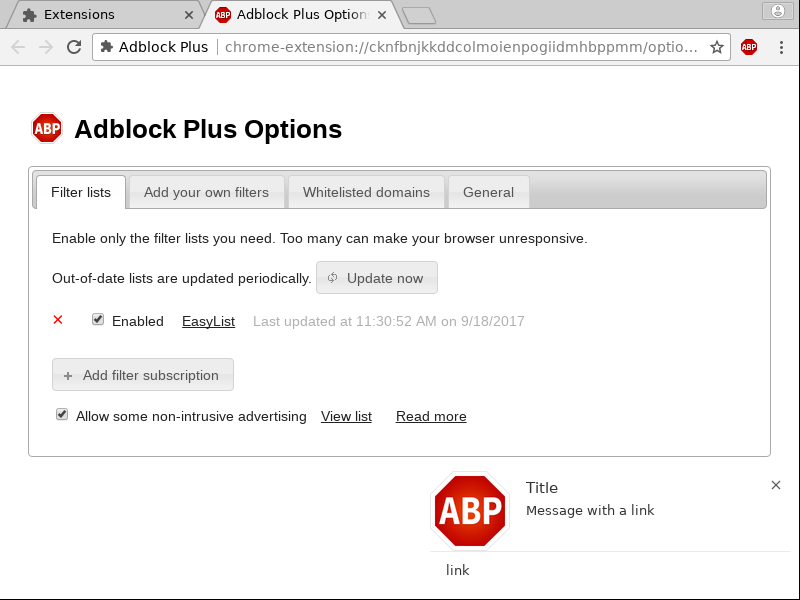 Extensions
Adblock Plus Option
Adblock Plus chrome-extension://cknfbnjkkddcolmoienpogiidmhbppmm/optio...
ABP
ABP Adblock Plus Options
Filter lists Add your own filters Whitelisted domains General
Enable only the filter lists you need. Too many can make your browser unresponsive.
Out-of-date lists are updated periodically. Update now
Enabled EasyList Last updated at 11:30:52 AM on 9/18/2017
Add filter subscription
Allow some non-intrusive advertising View list Read more
ABP
Title
Message with a link
link